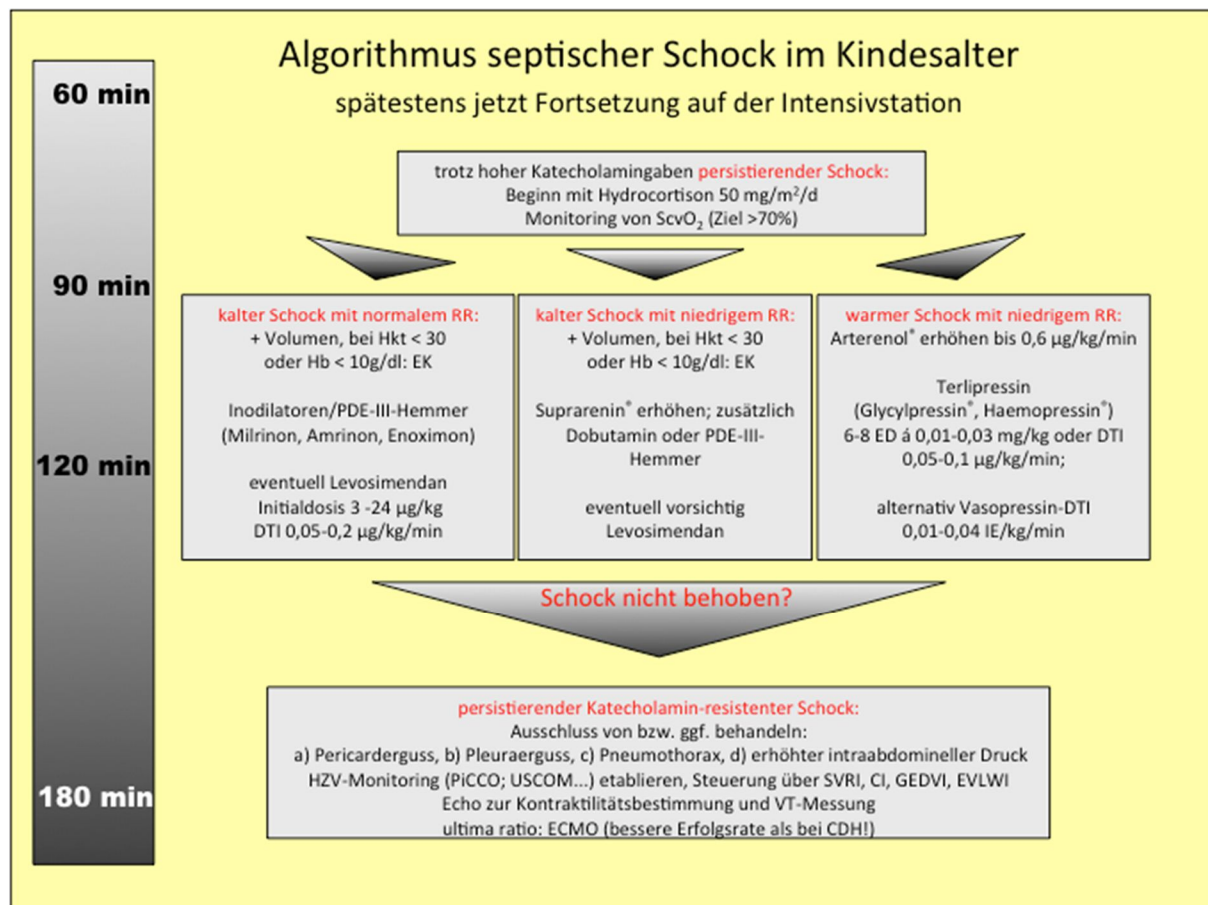 Algorithmus septischer Schock im Kindesalter
spätestens jetzt Fortsetzung auf der Intensivstation
60 min
trotz hoher Katecholamingaben persistierender Schock:
Beginn mit Hydrocortison 50 mg/m²/d
Monitoring von ScvO₂ (Ziel >70%)
90 min
kalter Schock mit normalem RR:
+ Volumen, bei Hkt < 30
oder Hb < 10g/dl: EK
Inodilatoren/PDE-III-Hemmer
(Milrinon, Amrinon, Enoximon)
eventuell Levosimendan
Initialdosis 3 -24 µg/kg
DTI 0,05-0,2 µg/kg/min
kalter Schock mit niedrigem RR:
+ Volumen, bei Hkt < 30
oder Hb < 10g/dl: EK
Suprarenin® erhöhen; zusätzlich
Dobutamin oder PDE-III-
Hemmer
eventuell vorsichtig
Levosimendan
warmer Schock mit niedrigem RR:
Arterenol® erhöhen bis 0,6 µg/kg/min
Terlipressin
(Glycylpressin®, Haemopressin®)
6-8 ED á 0,01-0,03 mg/kg oder DTI
0,05-0,1 µg/kg/min;
alternativ Vasopressin-DTI
0,01-0,04 IE/kg/min
120 min
Schock nicht behoben?
persistierender Katecholamin-resistenter Schock:
Ausschluss von bzw. ggf. behandeln:
a) Pericarderguss, b) Pleuraerguss, c) Pneumothorax, d) erhöhter intraabdomineller Druck
HZV-Monitoring (PiCCO; USCOM...) etablieren, Steuerung über SVRI, CI, GEDVI, EVLWI
Echo zur Kontraktilitätsbestimmung und VT-Messung
ultima ratio: ECMO (bessere Erfolgsrate als bei CDH!)
180 min